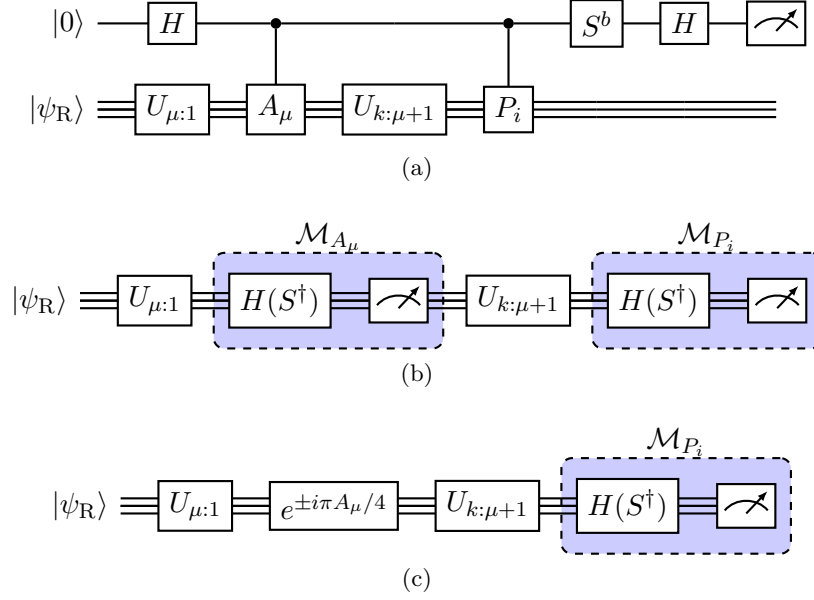 |0⟩ H S^b H
|ψ_R⟩ U_{μ:1} A_μ U_{k:μ+1} P_i
(a)
ℳ_{A_μ} ℳ_{P_i}
|ψ_R⟩ U_{μ:1} H(S^†) U_{k:μ+1} H(S^†)
(b)
ℳ_{P_i}
|ψ_R⟩ U_{μ:1} e^{±iπA_μ/4} U_{k:μ+1} H(S^†)
(c)